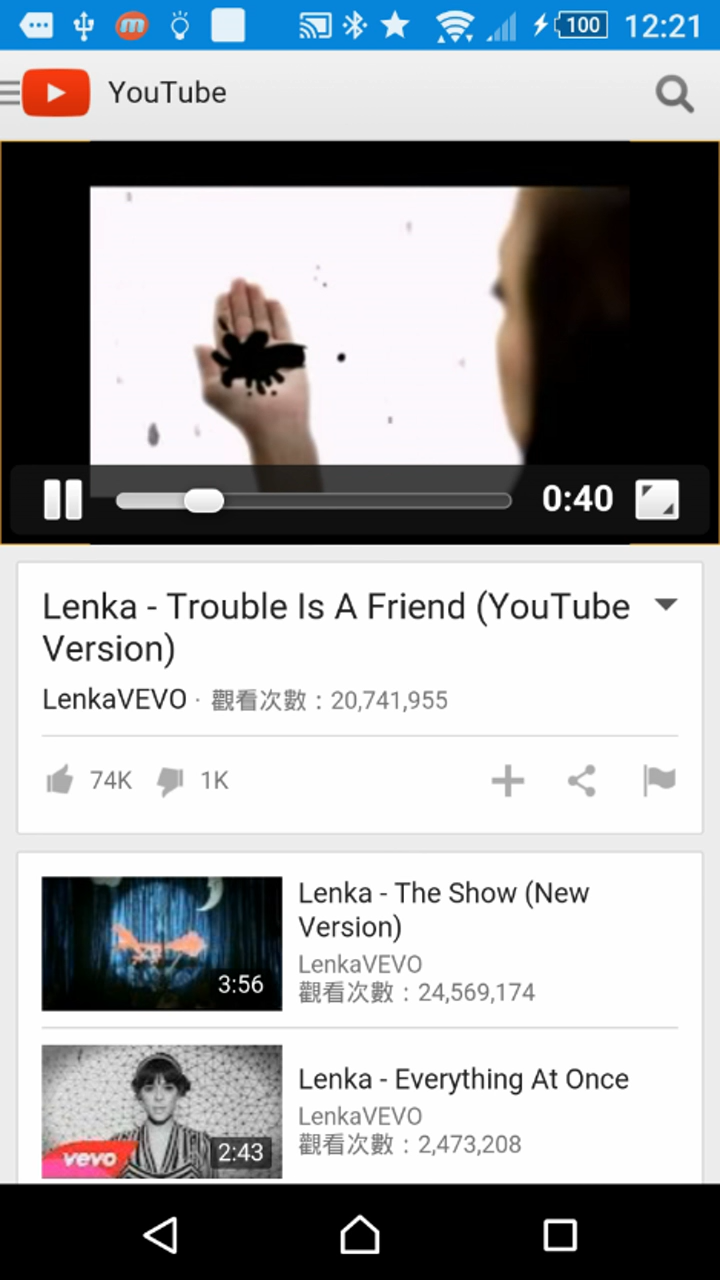 100 12:21
YouTube
0:40
Lenka - Trouble Is A Friend (YouTube
Version)
LenkaVEVO · 觀看次數：20,741,955
74K 1K
Lenka - The Show (New
Version)
LenkaVEVO
觀看次數：24,569,174
3:56
Lenka - Everything At Once
LenkaVEVO
觀看次數：2,473,208
vevo 2:43